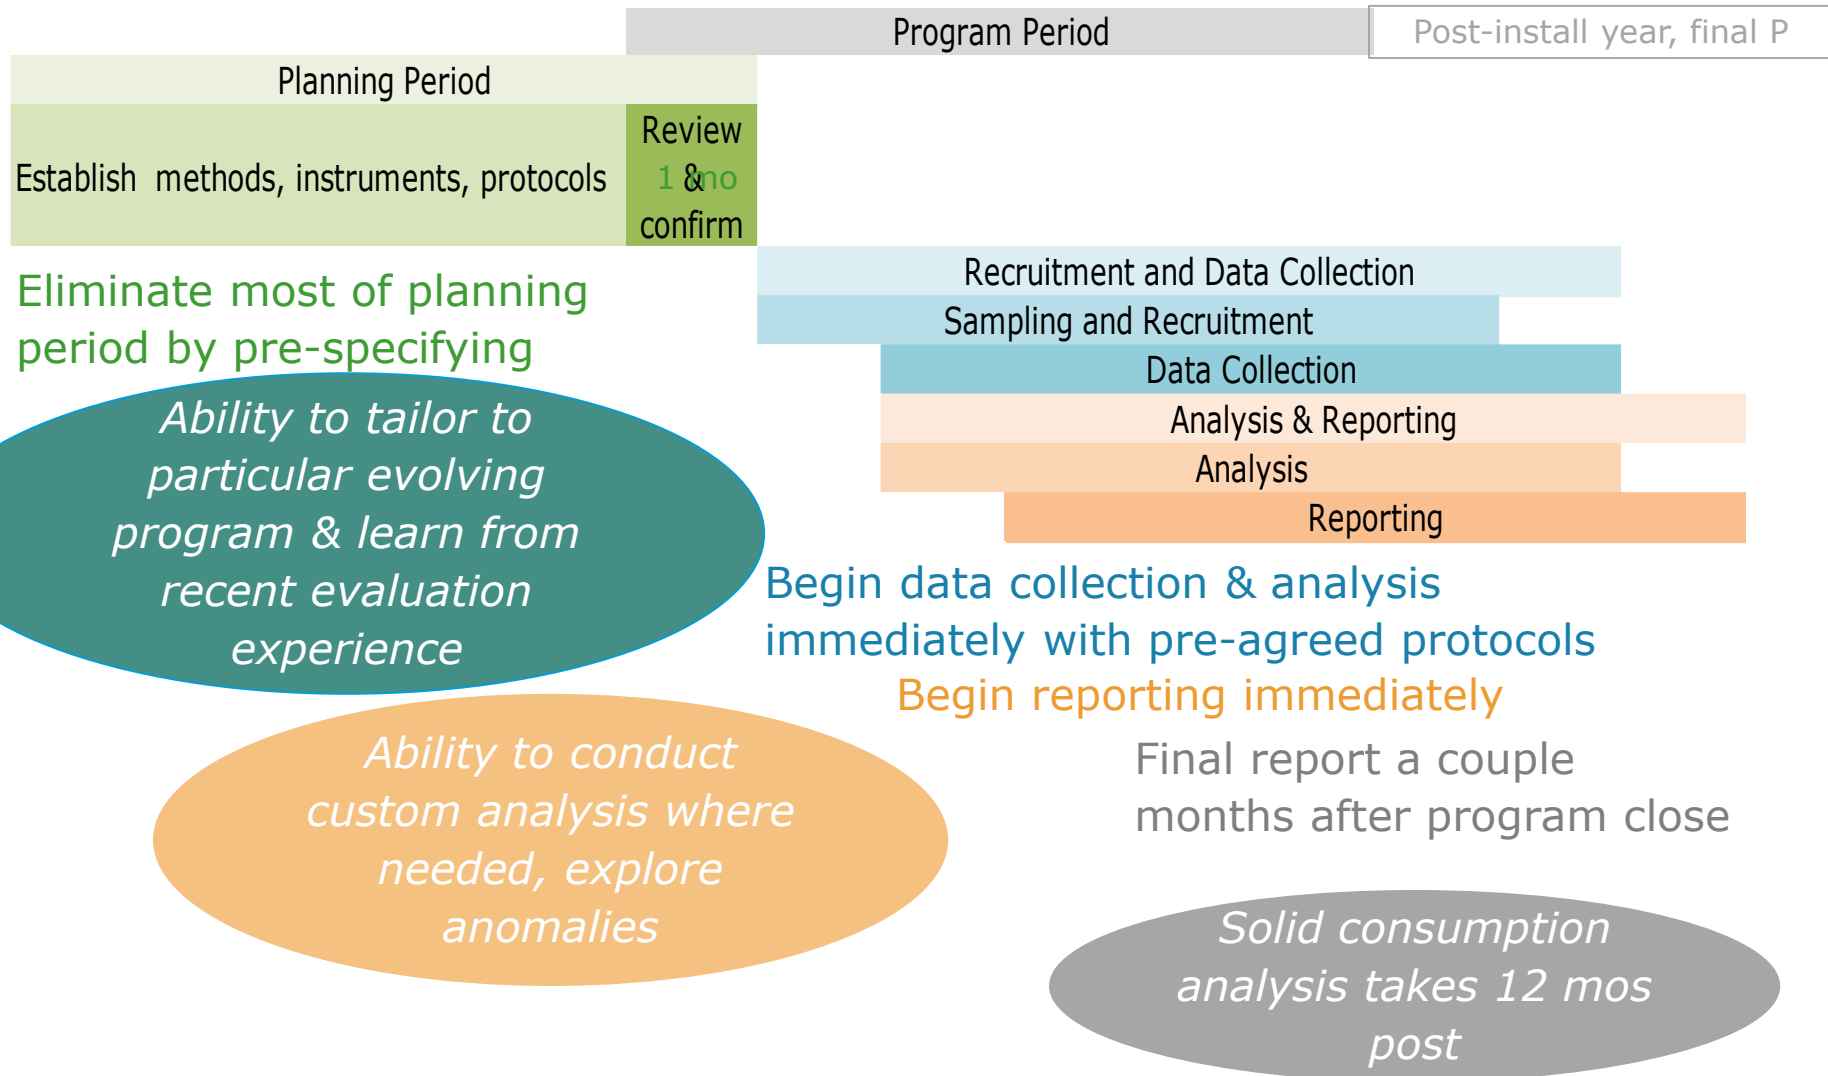 Program Period
Post-install year, final P
Planning Period
Establish methods, instruments, protocols
Review
&
confirm
1 mo
Recruitment and Data Collection
Sampling and Recruitment
Data Collection
Analysis & Reporting
Analysis
Reporting
Eliminate most of planning
period by pre-specifying
Ability to tailor to
particular evolving
program & learn from
recent evaluation
experience
Begin data collection & analysis
immediately with pre-agreed protocols
Begin reporting immediately
Ability to conduct
custom analysis where
needed, explore
anomalies
Final report a couple
months after program close
Solid consumption
analysis takes 12 mos
post